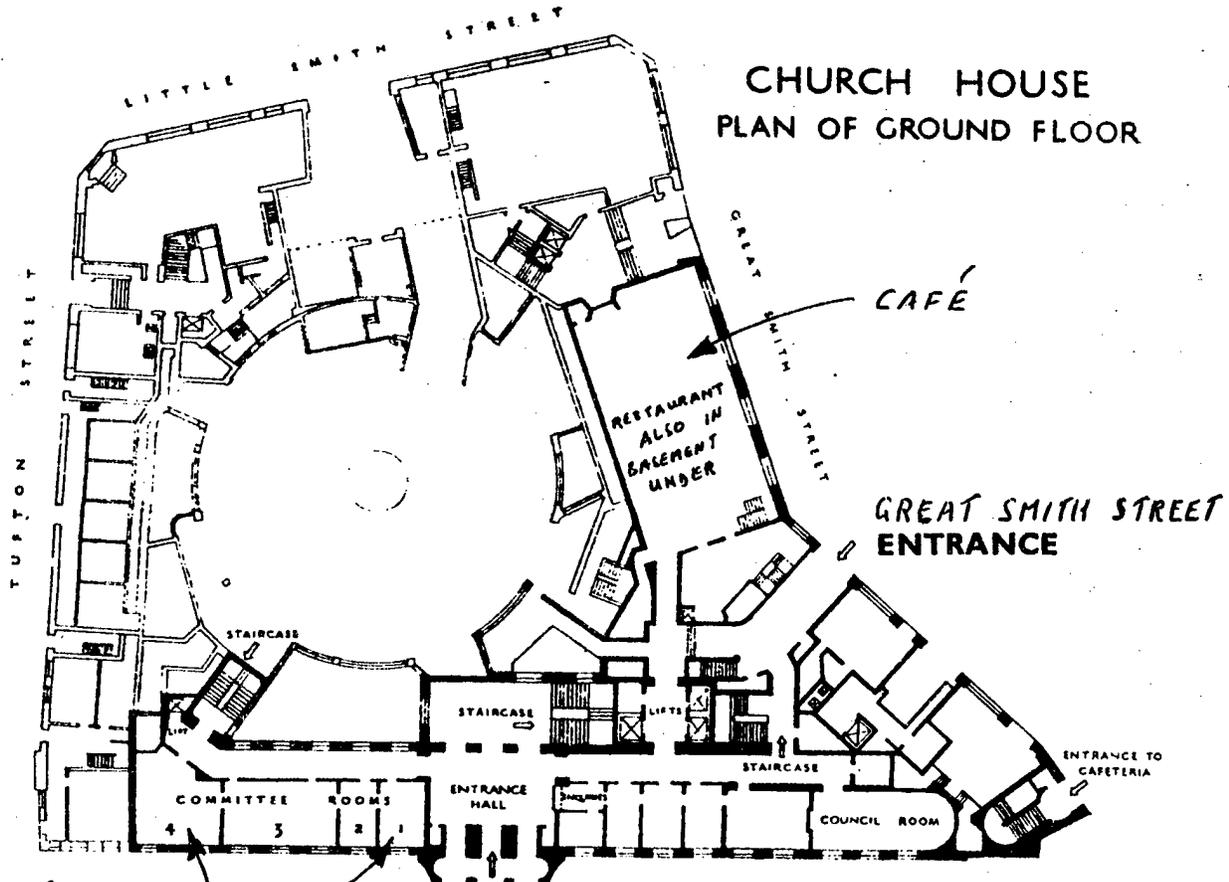 LITTLE SMITH STREET
CHURCH HOUSE
PLAN OF GROUND FLOOR
GREAT SMITH STREET
CAFÉ
TUFTON STREET
RESTAURANT
ALSO IN
BASEMENT
UNDER
GREAT SMITH STREET
ENTRANCE
STAIRCASE
STAIRCASE
LIFTS
LIFT
STAIRCASE
ENTRANCE TO
CAFETERIA
COMMITTEE ROOMS
4 3 2 1
ENTRANCE
HALL
ENQUIRIES
COUNCIL ROOM